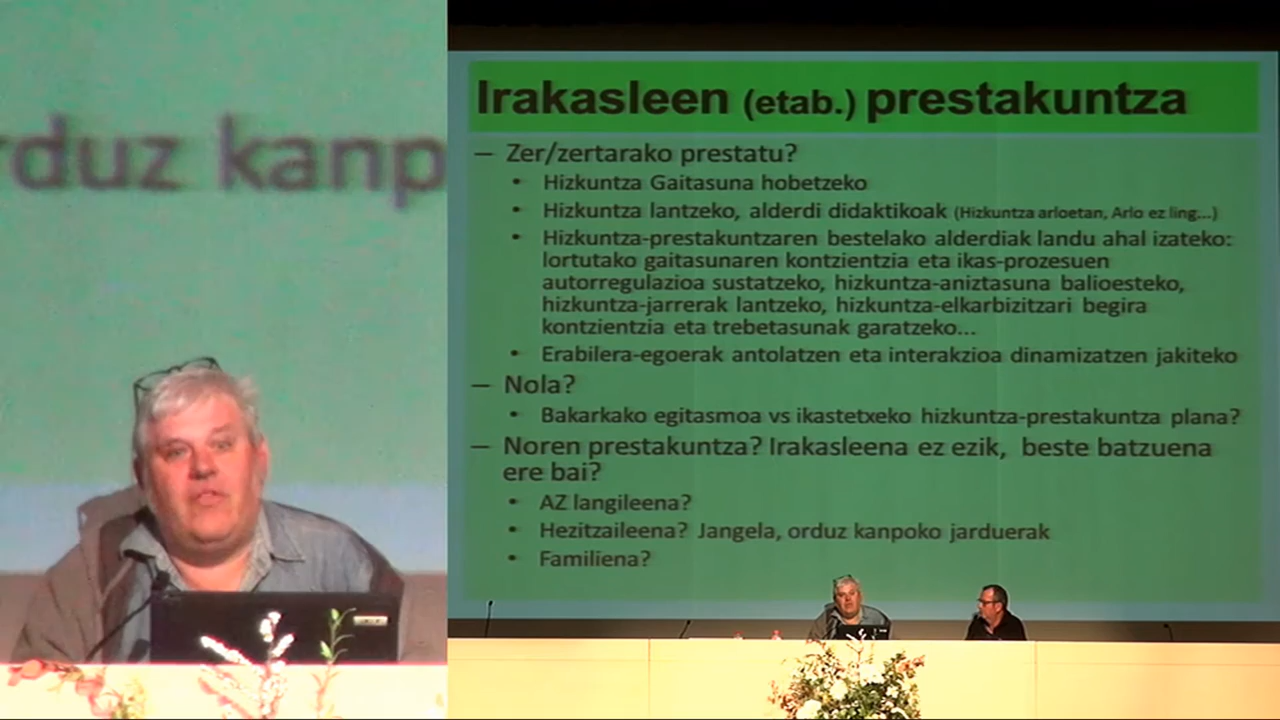 rduz kanp
Irakasleen (etab.) prestakuntza
– Zer/zertarako prestatu?
• Hizkuntza Gaitasuna hobetzeko
• Hizkuntza lantzeko, alderdi didaktikoak (Hizkuntza arloetan, Arlo ez ling...)
• Hizkuntza-prestakuntzaren bestelako alderdiak landu ahal izateko:
lortutako gaitasunaren kontzientzia eta ikas-prozesuen
autorregulazioa sustatzeko, hizkuntza-aniztasuna balioesteko,
hizkuntza-jarrerak lantzeko, hizkuntza-elkarbizitzari begira
kontzientzia eta trebetasunak garatzeko...
• Erabilera-egoerak antolatzen eta interakzioa dinamizatzen jakiteko
– Nola?
• Bakarkako egitasmoa vs ikastetxeko hizkuntza-prestakuntza plana?
– Noren prestakuntza? Irakasleena ez ezik, beste batzuena
ere bai?
• AZ langileena?
• Hezitzaileena? Jangela, orduz kanpoko jarduerak
• Familiena?